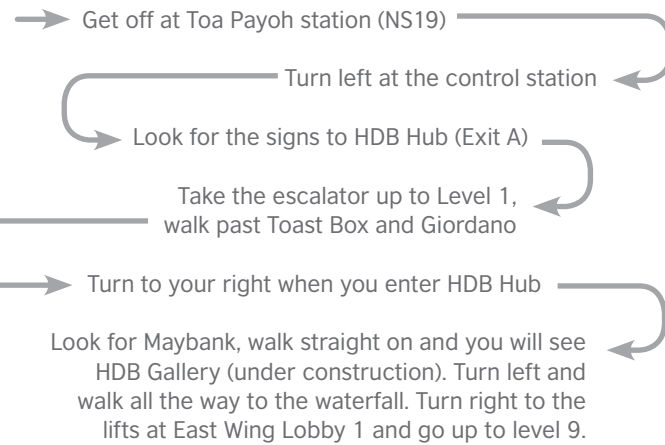 Get off at Toa Payoh station (NS19)
Turn left at the control station
Look for the signs to HDB Hub (Exit A)
Take the escalator up to Level 1,
walk past Toast Box and Giordano
Turn to your right when you enter HDB Hub
Look for Maybank, walk straight on and you will see
HDB Gallery (under construction). Turn left and
walk all the way to the waterfall. Turn right to the
lifts at East Wing Lobby 1 and go up to level 9.